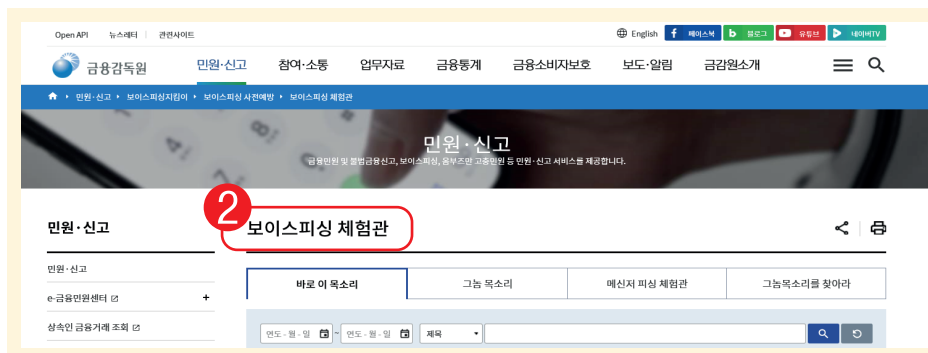 Open API 뉴스레터 관련사이트 English 페이스북 블로그 유튜브 네이버TV
금융감독원 민원·신고 참여·소통 업무자료 금융통계 금융소비자보호 보도·알림 금감원소개
민원·신고 보이스피싱지킴이 보이스피싱 사전예방 보이스피싱 체험관
민원·신고
금융민원 및 불법금융신고, 보이스피싱, 옴부즈만 고충민원 등 민원·신고 서비스를 제공합니다.
2
민원·신고 보이스피싱 체험관
민원·신고
바로 이 목소리 그놈 목소리 메신저 피싱 체험관 그놈목소리를 찾아라
e-금융민원센터 +
상속인 금융거래 조회
연도-월-일 ~ 연도-월-일 제목